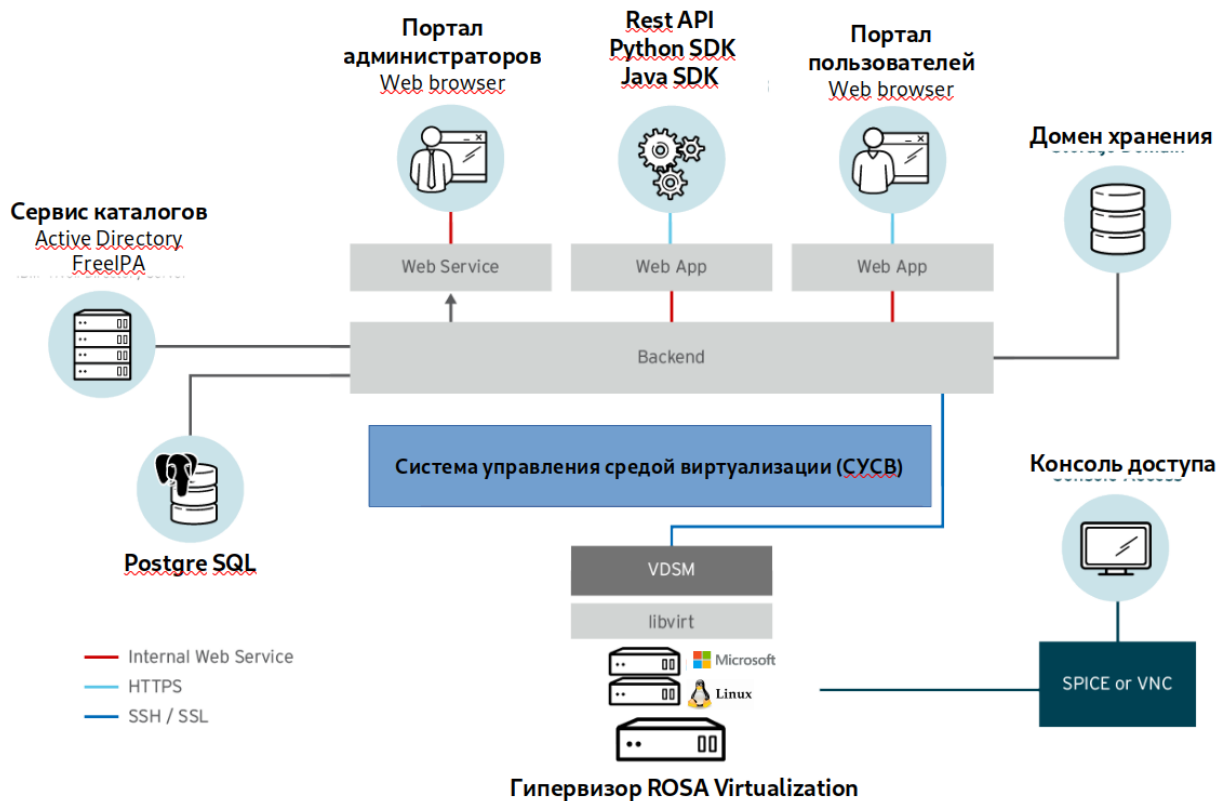 Портал
администраторов
Web browser
Rest API
Python SDK
Java SDK
Портал
пользователей
Web browser
Домен хранения
Сервис каталогов
Active Directory
FreeIPA
Web Service
Web App
Web App
Backend
Система управления средой виртуализации (СУСВ)
Консоль доступа
Postgre SQL
VDSM
libvirt
Microsoft
Linux
SPICE or VNC
Internal Web Service
HTTPS
SSH / SSL
Гипервизор ROSA Virtualization